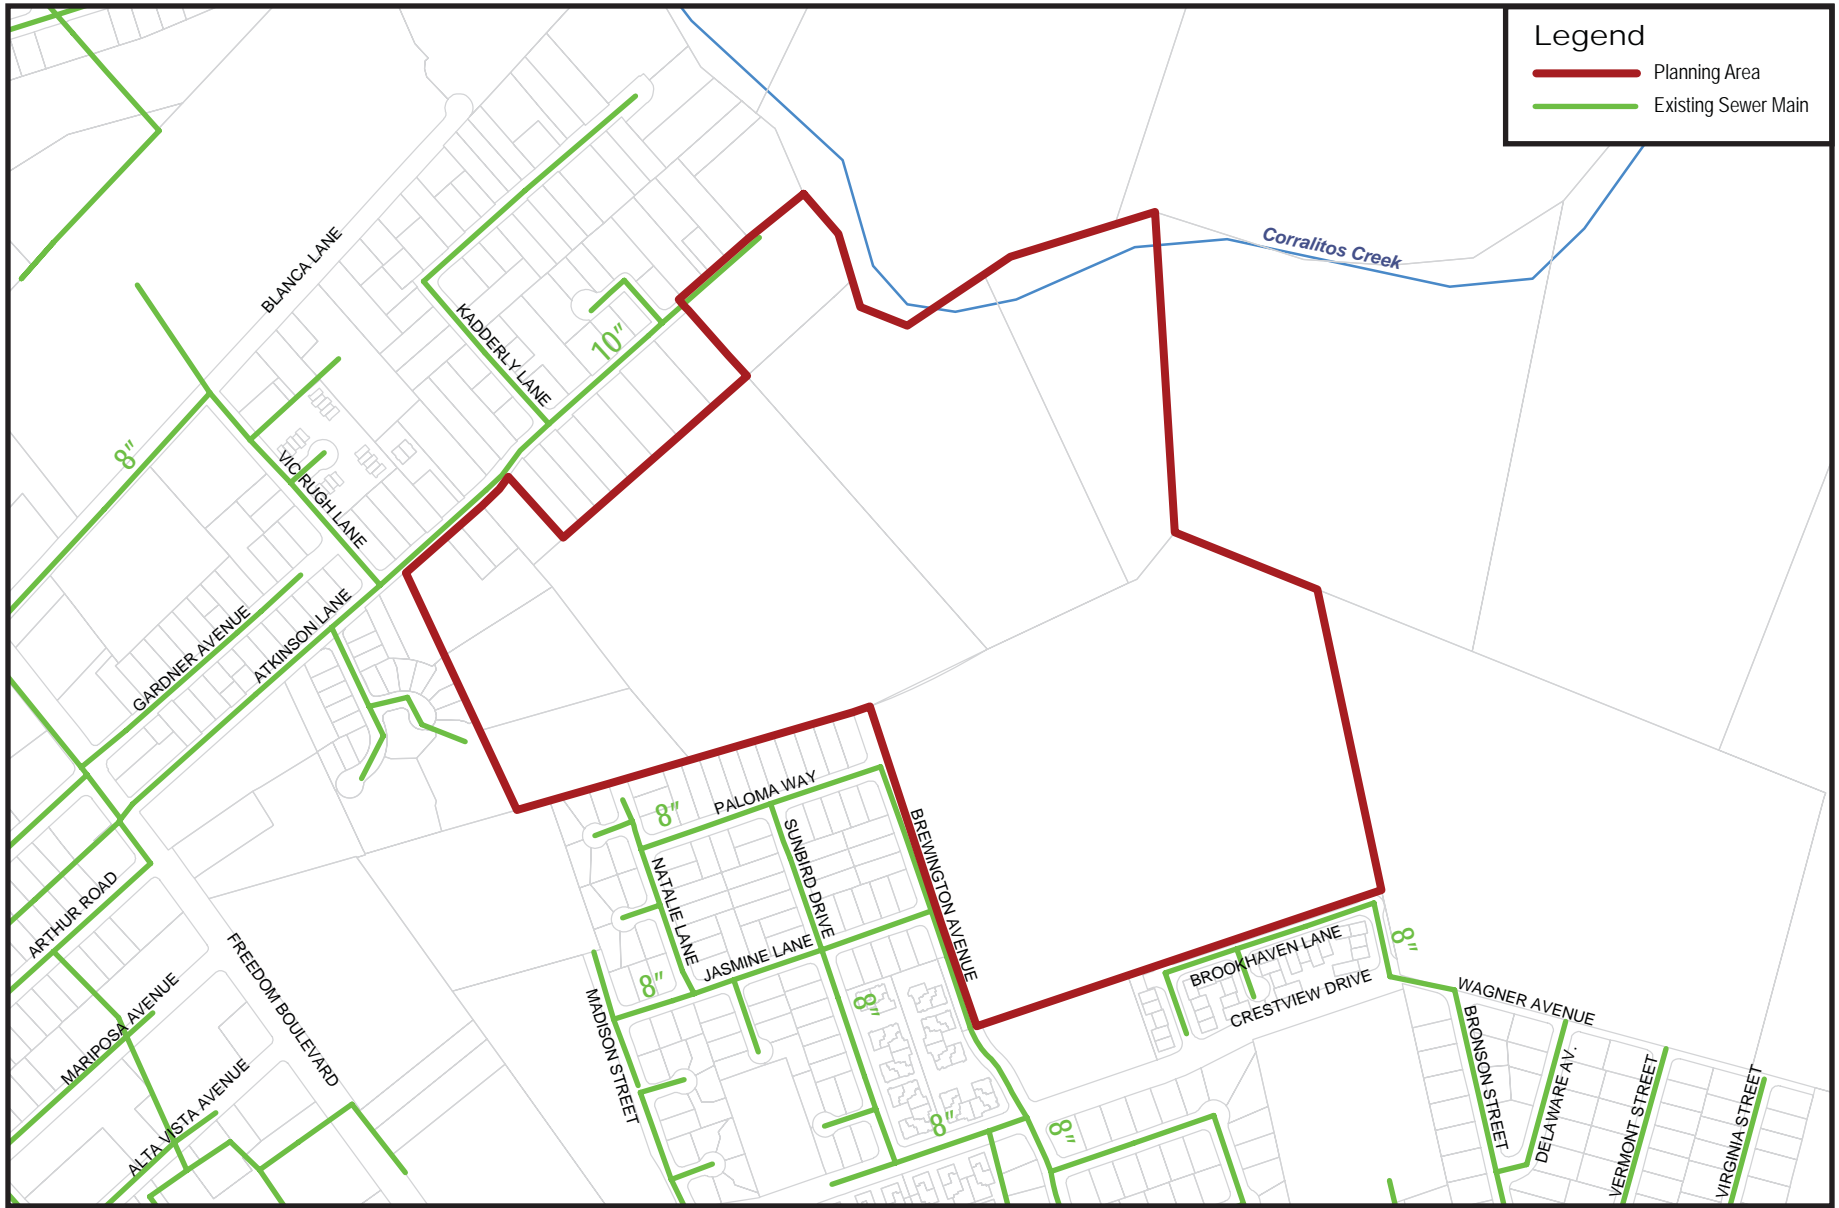 Legend
Planning Area
Existing Sewer Main
Corralitos Creek
BLANCA LANE
KADDERLY LANE
10"
8"
VIC RUGH LANE
GARDNER AVENUE
ATKINSON LANE
PALOMA WAY
8"
SUNBIRD DRIVE
BREWINGTON AVENUE
NATALIE LANE
JASMINE LANE
8"
ARTHUR ROAD
FREEDOM BOULEVARD
MARIPOSA AVENUE
ALTA VISTA AVENUE
MADISON STREET
8"
8"
8"
BROOKHAVEN LANE
CRESTVIEW DRIVE
8"
WAGNER AVENUE
BRONSON STREET
DELAWARE AV.
VERMONT STREET
VIRGINIA STREET